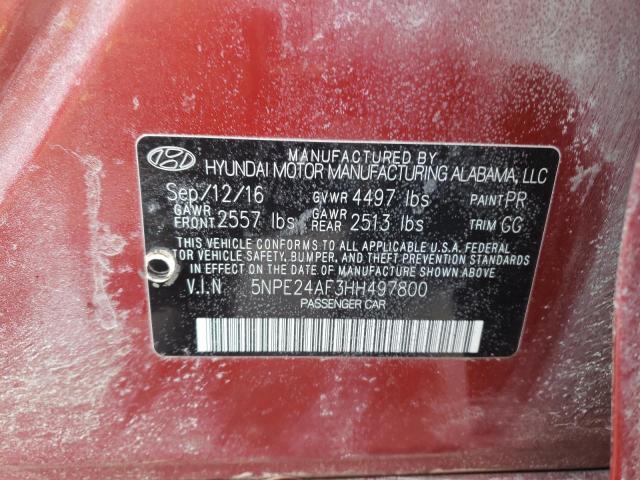 MANUFACTURED BY
HYUNDAI MOTOR MANUFACTURING ALABAMA, LLC
Sep/12/16 GVWR 4497 lbs PAINT PR
GAWR FRONT 2557 lbs GAWR REAR 2513 lbs TRIM GG
THIS VEHICLE CONFORMS TO ALL APPLICABLE U.S.A. FEDERAL
MOTOR VEHICLE SAFETY, BUMPER, AND THEFT PREVENTION
STANDARDS IN EFFECT ON THE DATE OF MANUFACTURE SHOWN ABOVE.
V.I.N 5NPE24AF3HH497800
PASSENGER CAR